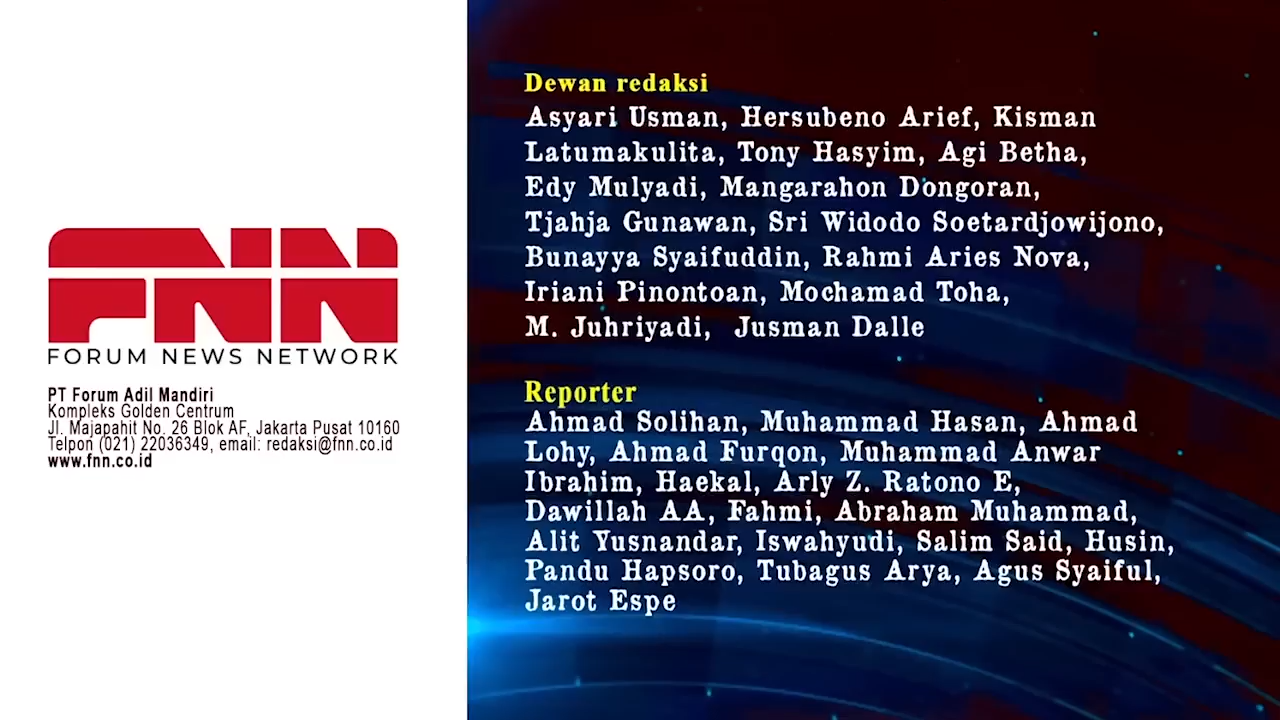 FNN
FORUM NEWS NETWORK
PT Forum Adil Mandiri
Kompleks Golden Centrum
Jl. Majapahit No. 26 Blok AF, Jakarta Pusat 10160
Telpon (021) 22036349, email: redaksi@fnn.co.id
www.fnn.co.id
Dewan redaksi
Asyari Usman, Hersubeno Arief, Kisman
Latumakulita, Tony Hasyim, Agi Betha,
Edy Mulyadi, Mangarahon Dongoran,
Tjahja Gunawan, Sri Widodo Soetardjowijono,
Bunayya Syaifuddin, Rahmi Aries Nova,
Iriani Pinontoan, Mochamad Toha,
M. Juhriyadi,  Jusman Dalle
Reporter
Ahmad Solihan, Muhammad Hasan, Ahmad
Lohy, Ahmad Furqon, Muhammad Anwar
Ibrahim, Haekal, Arly Z. Ratono E,
Dawillah AA, Fahmi, Abraham Muhammad,
Alit Yusnandar, Iswahyudi, Salim Said, Husin,
Pandu Hapsoro, Tubagus Arya, Agus Syaiful,
Jarot Espe